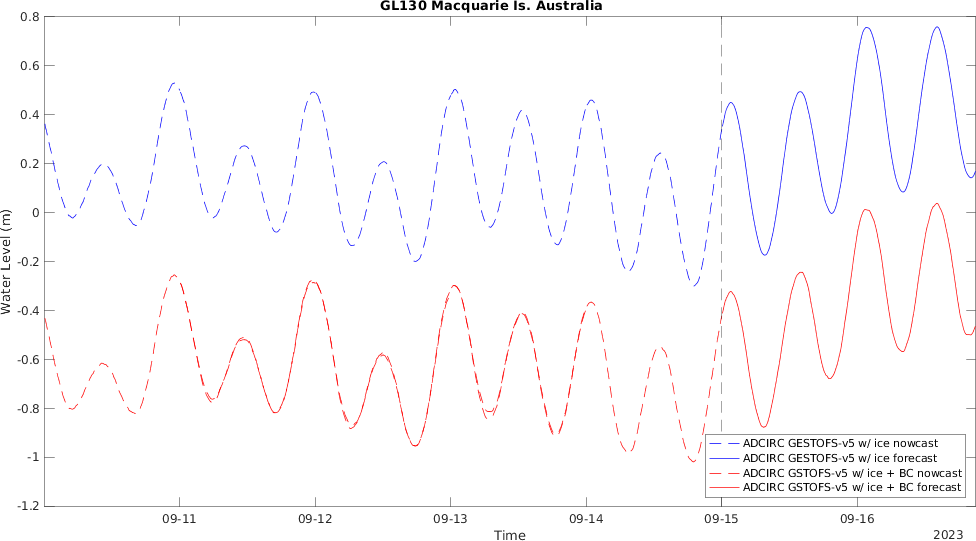 GL130 Macquarie Is. Australia
0.8
0.6
0.4
0.2
0
-0.2
-0.4
-0.6
-0.8
-1
-1.2
Water Level (m)
ADCIRC GESTOFS-v5 w/ ice nowcast
ADCIRC GESTOFS-v5 w/ ice forecast
ADCIRC GSTOFS-v5 w/ ice + BC nowcast
ADCIRC GSTOFS-v5 w/ ice + BC forecast
09-11 09-12 09-13 09-14 09-15 09-16
Time
2023